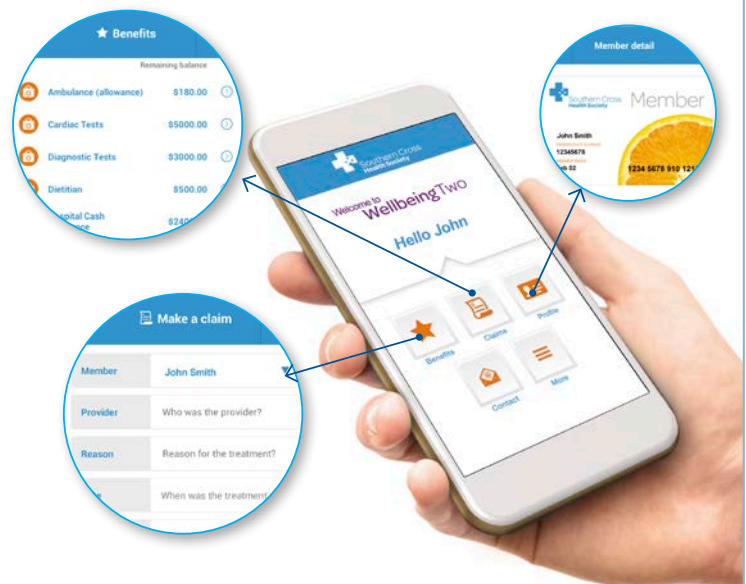 Benefits
Remaining balance
Ambulance (allowance) $180.00
Cardiac Tests $5000.00
Diagnostic Tests $3000.00
Dietitian $500.00
Cash
Member detail
Southern Cross
Health Society
Member
John Smith
12345678
02
1234 5678 910 121
Southern Cross
Health Society
Welcome to
WellbeingTwo
Hello John
Benefits
Claims
Profile
Contact
More
Make a claim
Member John Smith
Provider Who was the provider?
Reason Reason for the treatment?
When was the treatment